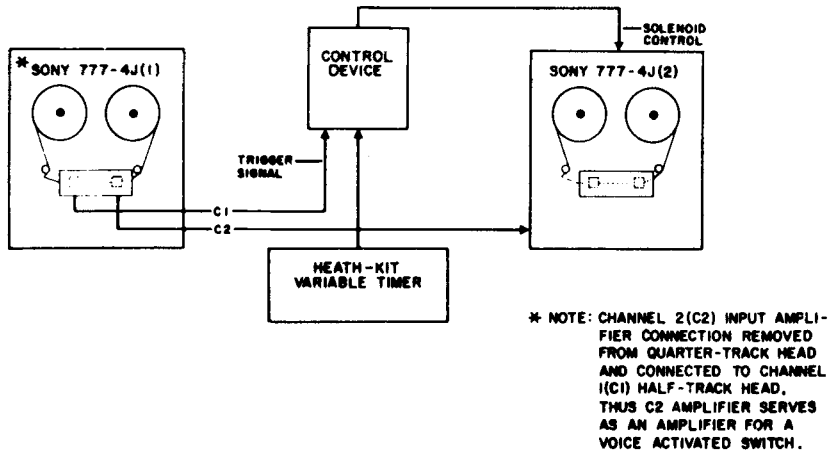 SOLENOID
CONTROL
CONTROL
DEVICE
* SONY 777-4J(1)
SONY 777-4J(2)
TRIGGER
SIGNAL
C1
C2
HEATH-KIT
VARIABLE TIMER
* NOTE: CHANNEL 2(C2) INPUT AMPLI-
FIER CONNECTION REMOVED
FROM QUARTER-TRACK HEAD
AND CONNECTED TO CHANNEL
1(C1) HALF-TRACK HEAD.
THUS C2 AMPLIFIER SERVES
AS AN AMPLIFIER FOR A
VOICE ACTIVATED SWITCH.